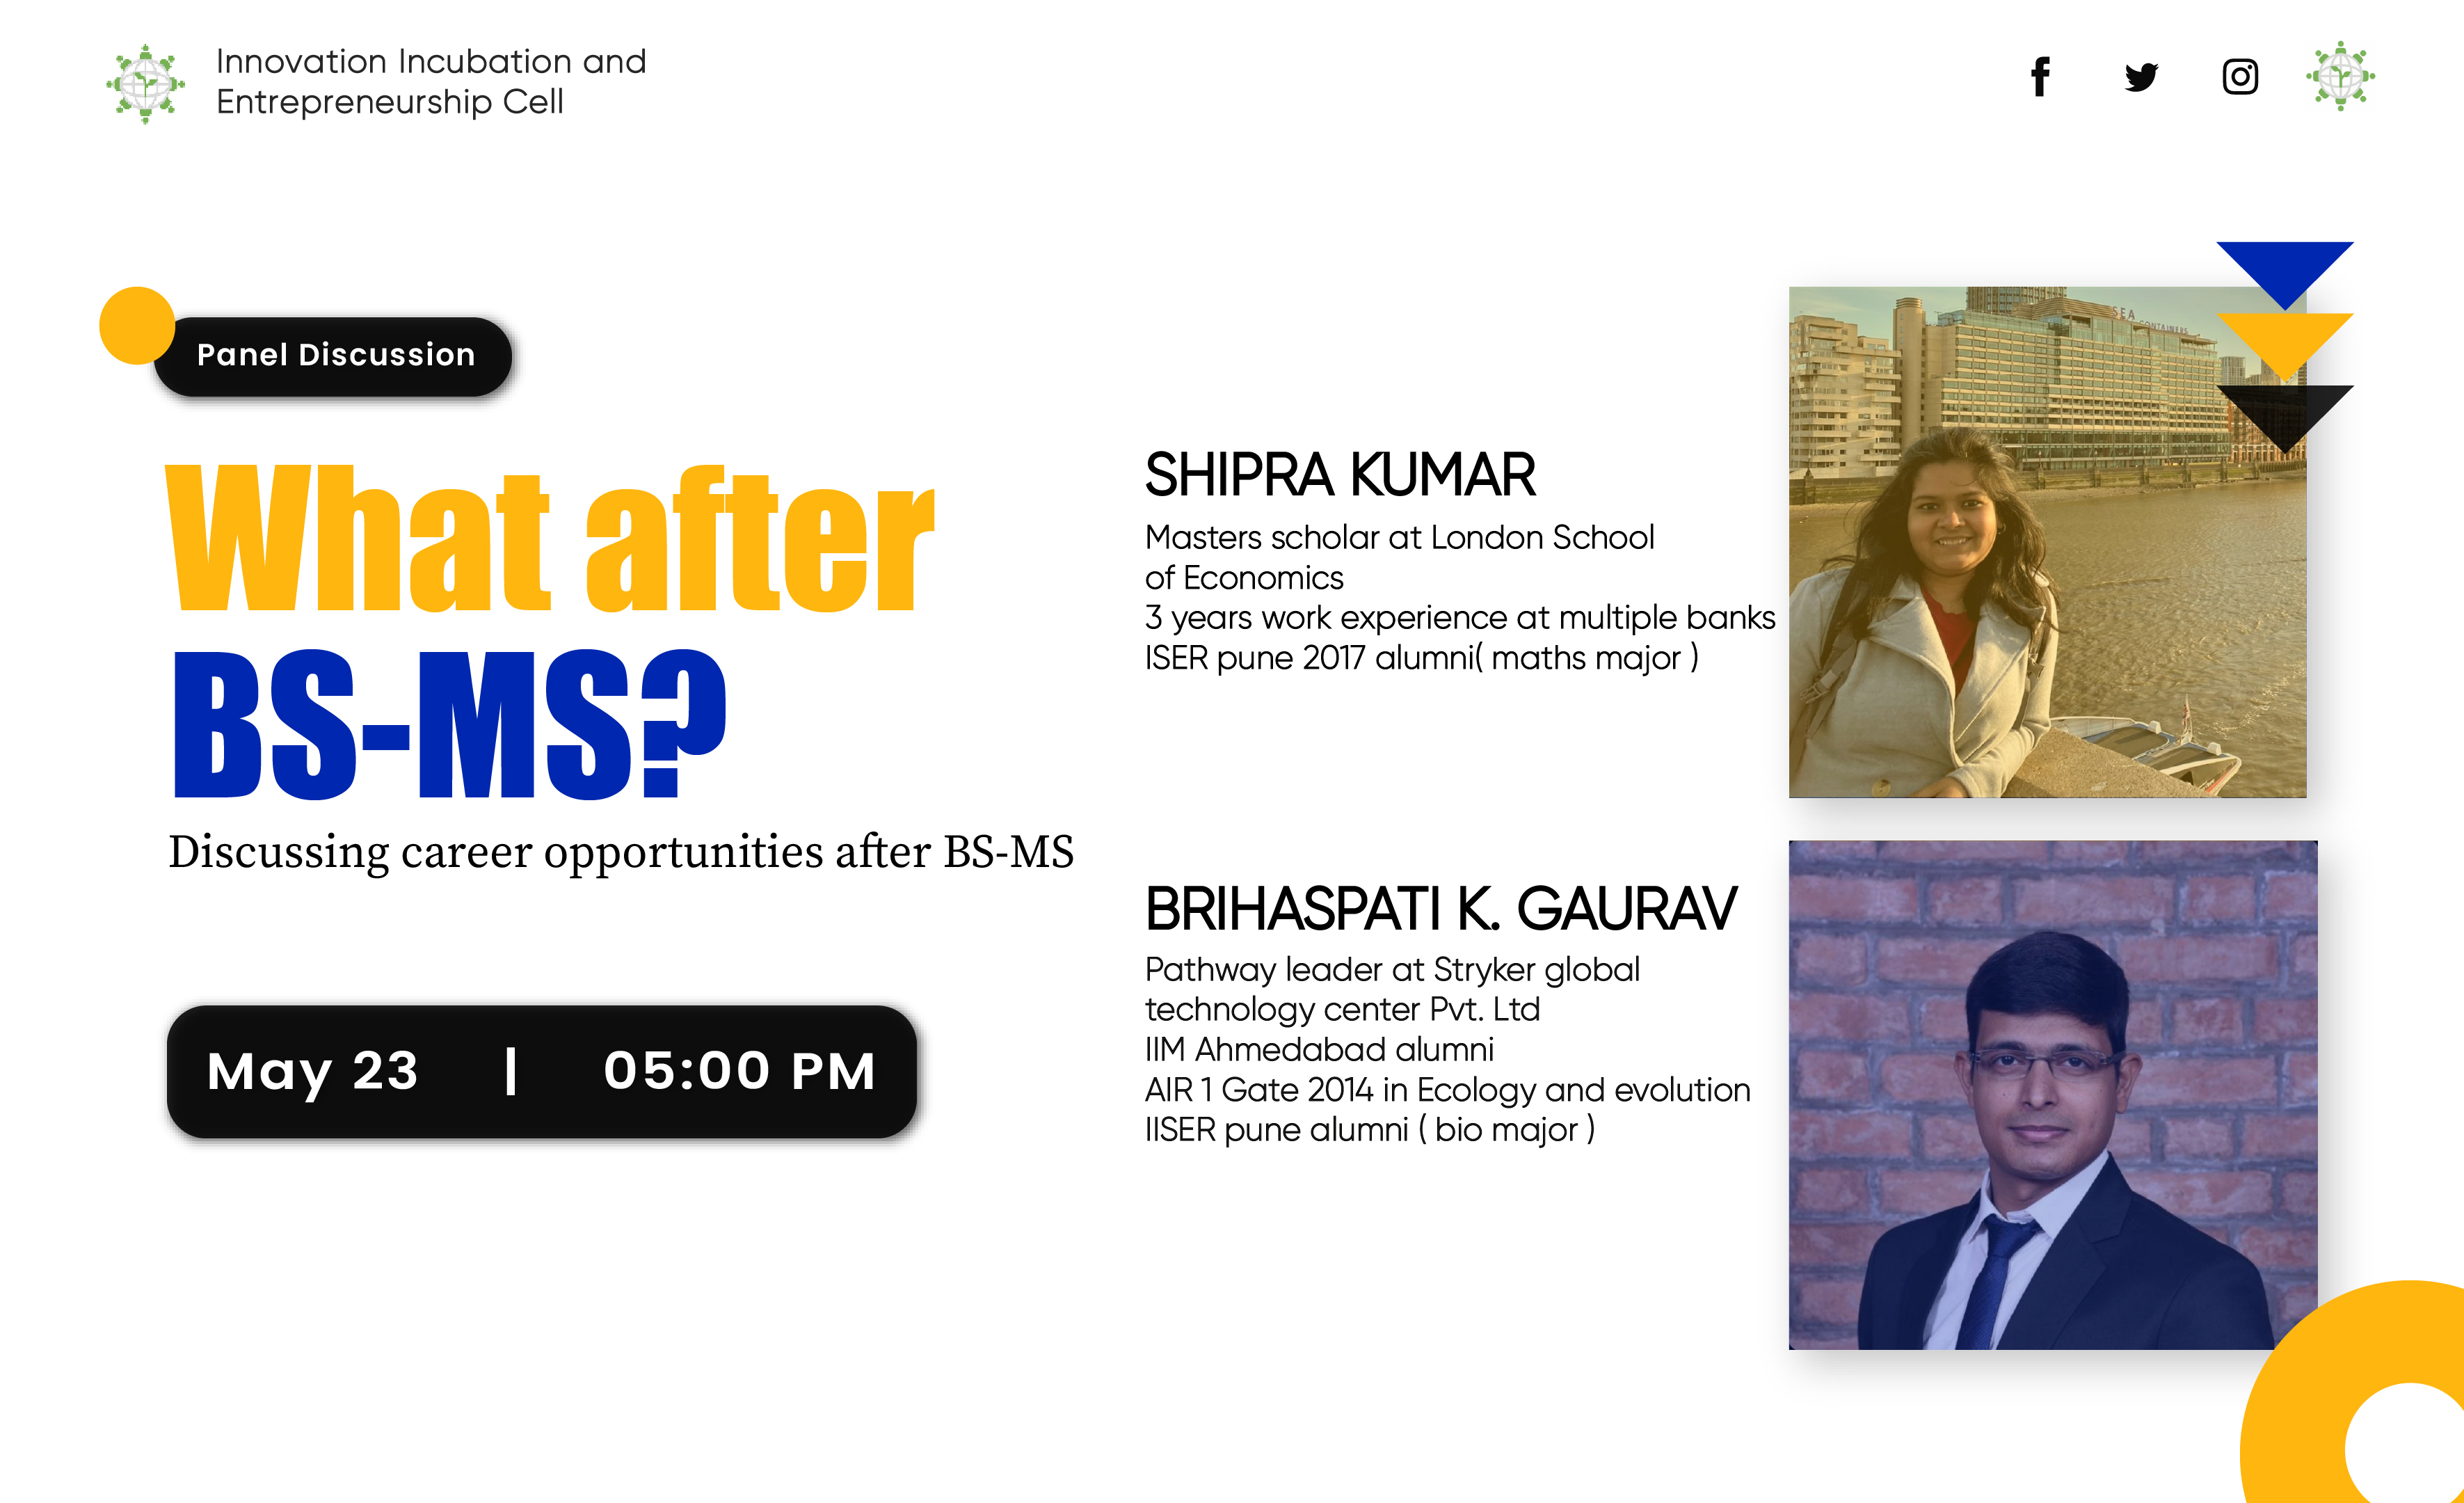 Innovation Incubation and
Entrepreneurship Cell
Panel Discussion
What after
BS-MS?
Discussing career opportunities after BS-MS
May 23 | 05:00 PM
SHIPRA KUMAR
Masters scholar at London School
of Economics
3 years work experience at multiple banks
ISER pune 2017 alumni( maths major )
SEA CONTAINERS
BRIHASPATI K. GAURAV
Pathway leader at Stryker global
technology center Pvt. Ltd
IIM Ahmedabad alumni
AIR 1 Gate 2014 in Ecology and evolution
IISER pune alumni ( bio major )